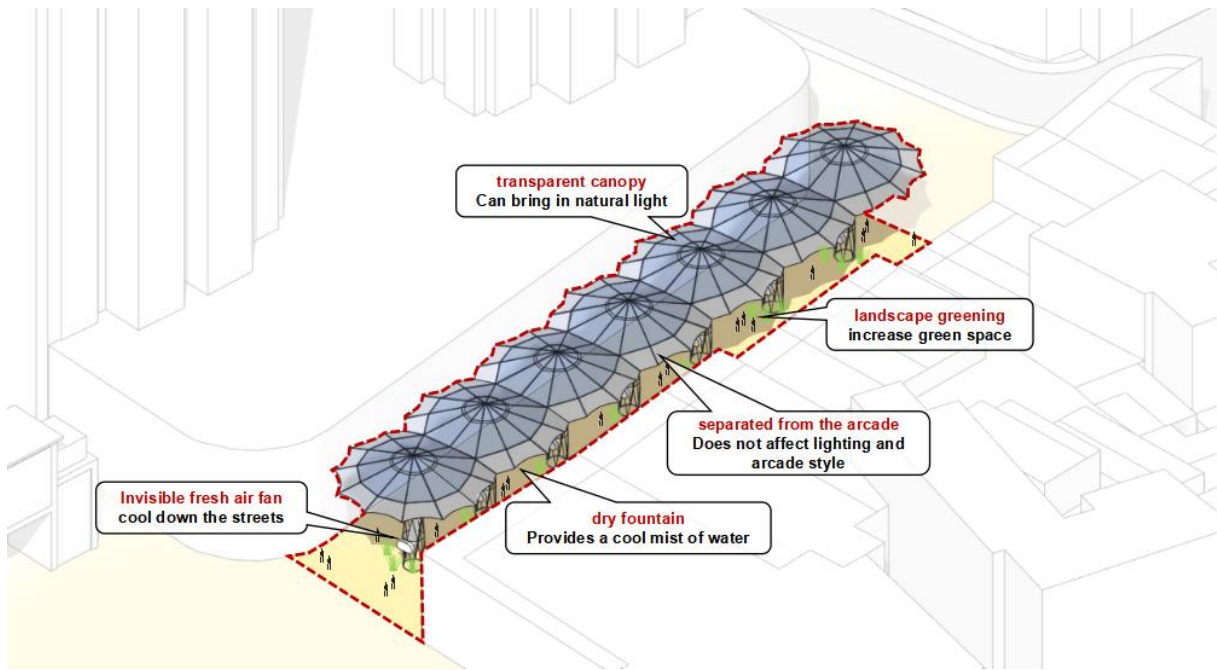 transparent canopy
Can bring in natural light
landscape greening
increase green space
separated from the arcade
Does not affect lighting and
arcade style
Invisible fresh air fan
cool down the streets
dry fountain
Provides a cool mist of water